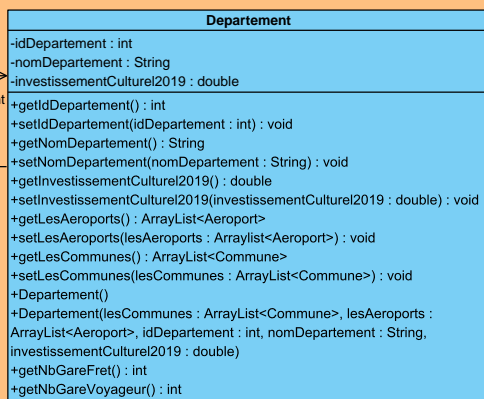 Departement
-idDepartement : int
-nomDepartement : String
-investissementCulturel2019 : double
+getIdDepartement() : int
+setIdDepartement(idDepartement : int) : void
+getNomDepartement() : String
+setNomDepartement(nomDepartement : String) : void
+getInvestissementCulturel2019() : double
+setInvestissementCulturel2019(investissementCulturel2019 : double) : void
+getLesAeroports() : ArrayList<Aeroport>
+setLesAeroports(lesAeroports : Arraylist<Aeroport>) : void
+getLesCommunes() : ArrayList<Commune>
+setLesCommunes(lesCommunes : ArrayList<Commune>) : void
+Departement()
+Departement(lesCommunes : ArrayList<Commune>, lesAeroports :
ArrayList<Aeroport>, idDepartement : int, nomDepartement : String,
investissementCulturel2019 : double)
+getNbGareFret() : int
+getNbGareVoyageur() : int